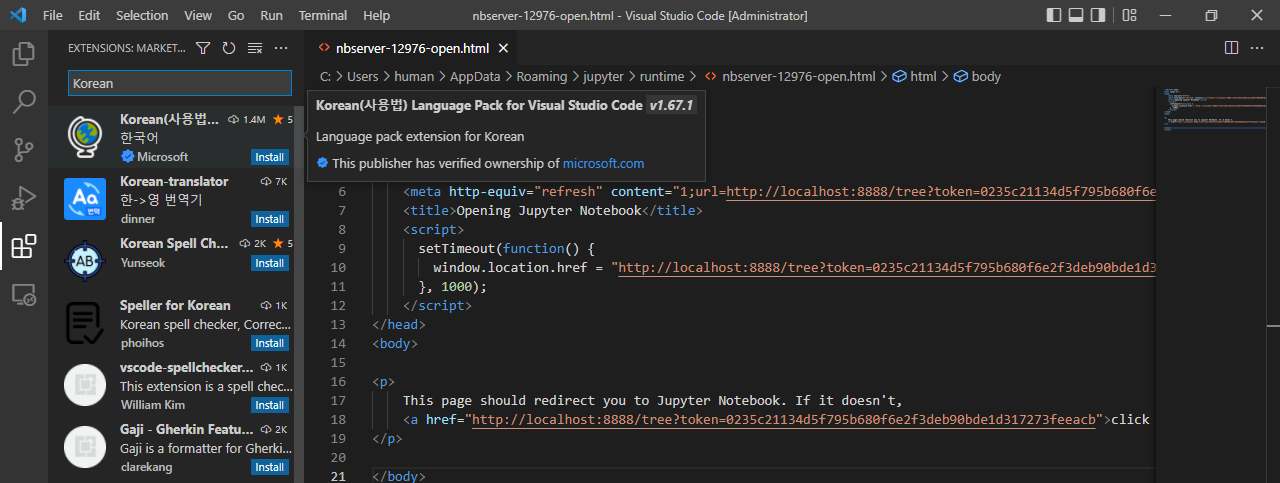 File Edit Selection View Go Run Terminal Help nbserver-12976-open.html - Visual Studio Code [Administrator]
EXTENSIONS: MARKET...
Korean
Korean(사용법... 1.4M 5
한국어
Microsoft Install
Korean-translator 7K
한->영 번역기
dinner Install
Korean Spell Ch... 2K 5
Yunseok Install
Speller for Korean 1K
Korean spell checker, Correc...
phoihos Install
vscode-spellchecker... 1K
This extension is a spell chec...
William Kim Install
Gaji - Gherkin Featu... 2K
Gaji is a formatter for Gherki...
clarekang Install
Aa
번역
AB
nbserver-12976-open.html
C: > Users > human > AppData > Roaming > jupyter > runtime > nbserver-12976-open.html > html > body
Korean(사용법) Language Pack for Visual Studio Code v1.67.1
Language pack extension for Korean
This publisher has verified ownership of microsoft.com
6 <meta http-equiv="refresh" content="1;url=http://localhost:8888/tree?token=0235c21134d5f795b680f6e
7 <title>Opening Jupyter Notebook</title>
8 <script>
9 setTimeout(function() {
10 window.location.href = "http://localhost:8888/tree?token=0235c21134d5f795b680f6e2f3deb90bde1d3
11 }, 1000);
12 </script>
13 </head>
14 <body>
15
16 <p>
17 This page should redirect you to Jupyter Notebook. If it doesn't,
18 <a href="http://localhost:8888/tree?token=0235c21134d5f795b680f6e2f3deb90bde1d317273feeacb">click
19 </p>
20
21 </body>